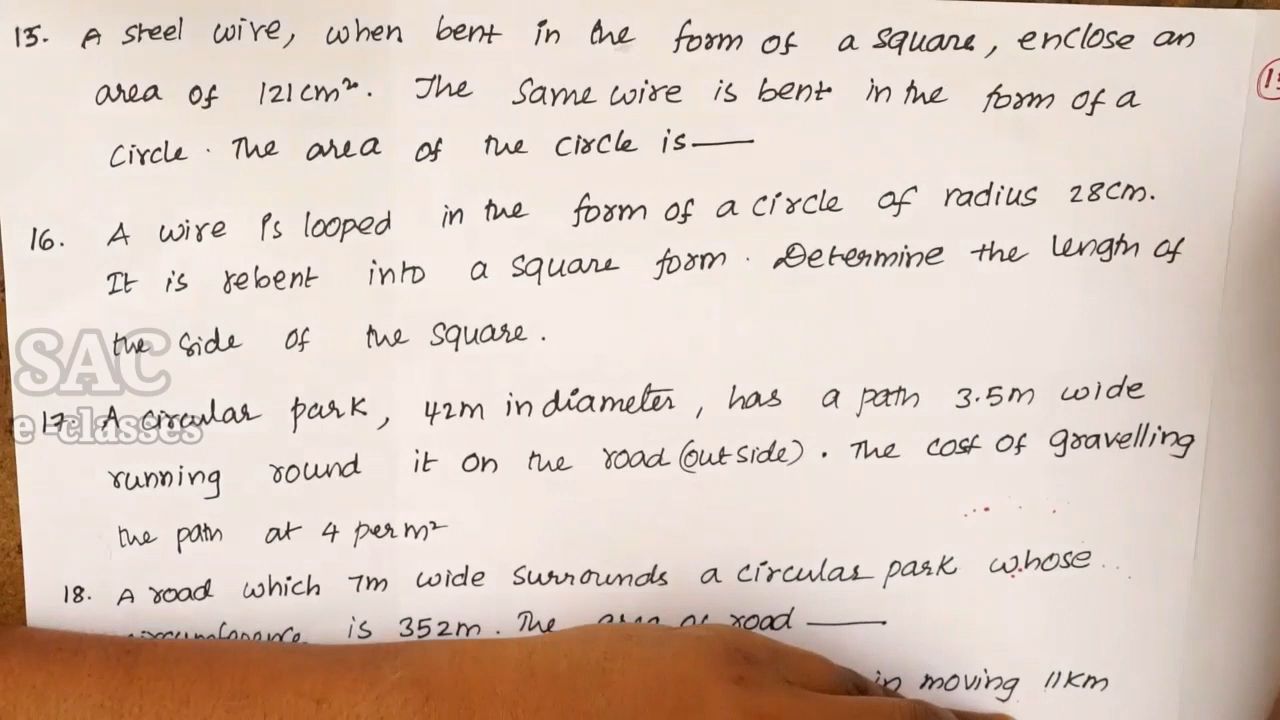 15. A steel wire, when bent in the form of a square, enclose an
area of 121cm². The same wire is bent in the form of a
circle. The area of the circle is ——
16. A wire is looped in the form of a circle of radius 28cm.
It is rebent into a square form. Determine the length of
the side of the square.
SAC
e-classes
17. A circular park, 42m in diameter, has a path 3.5m wide
running round it on the road (outside). The cost of gravelling
the path at 4 per m²
18. A road which 7m wide surrounds a circular park whose
circumference is 352m. The area of road ——
in moving 11km